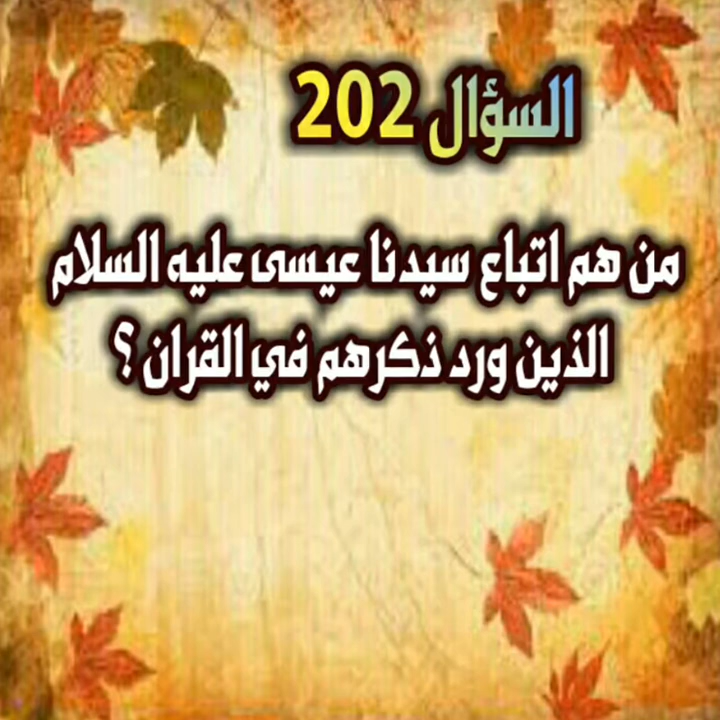 السؤال 202
من هم اتباع سيدنا عيسى عليه السلام
الذين ورد ذكرهم في القران ؟